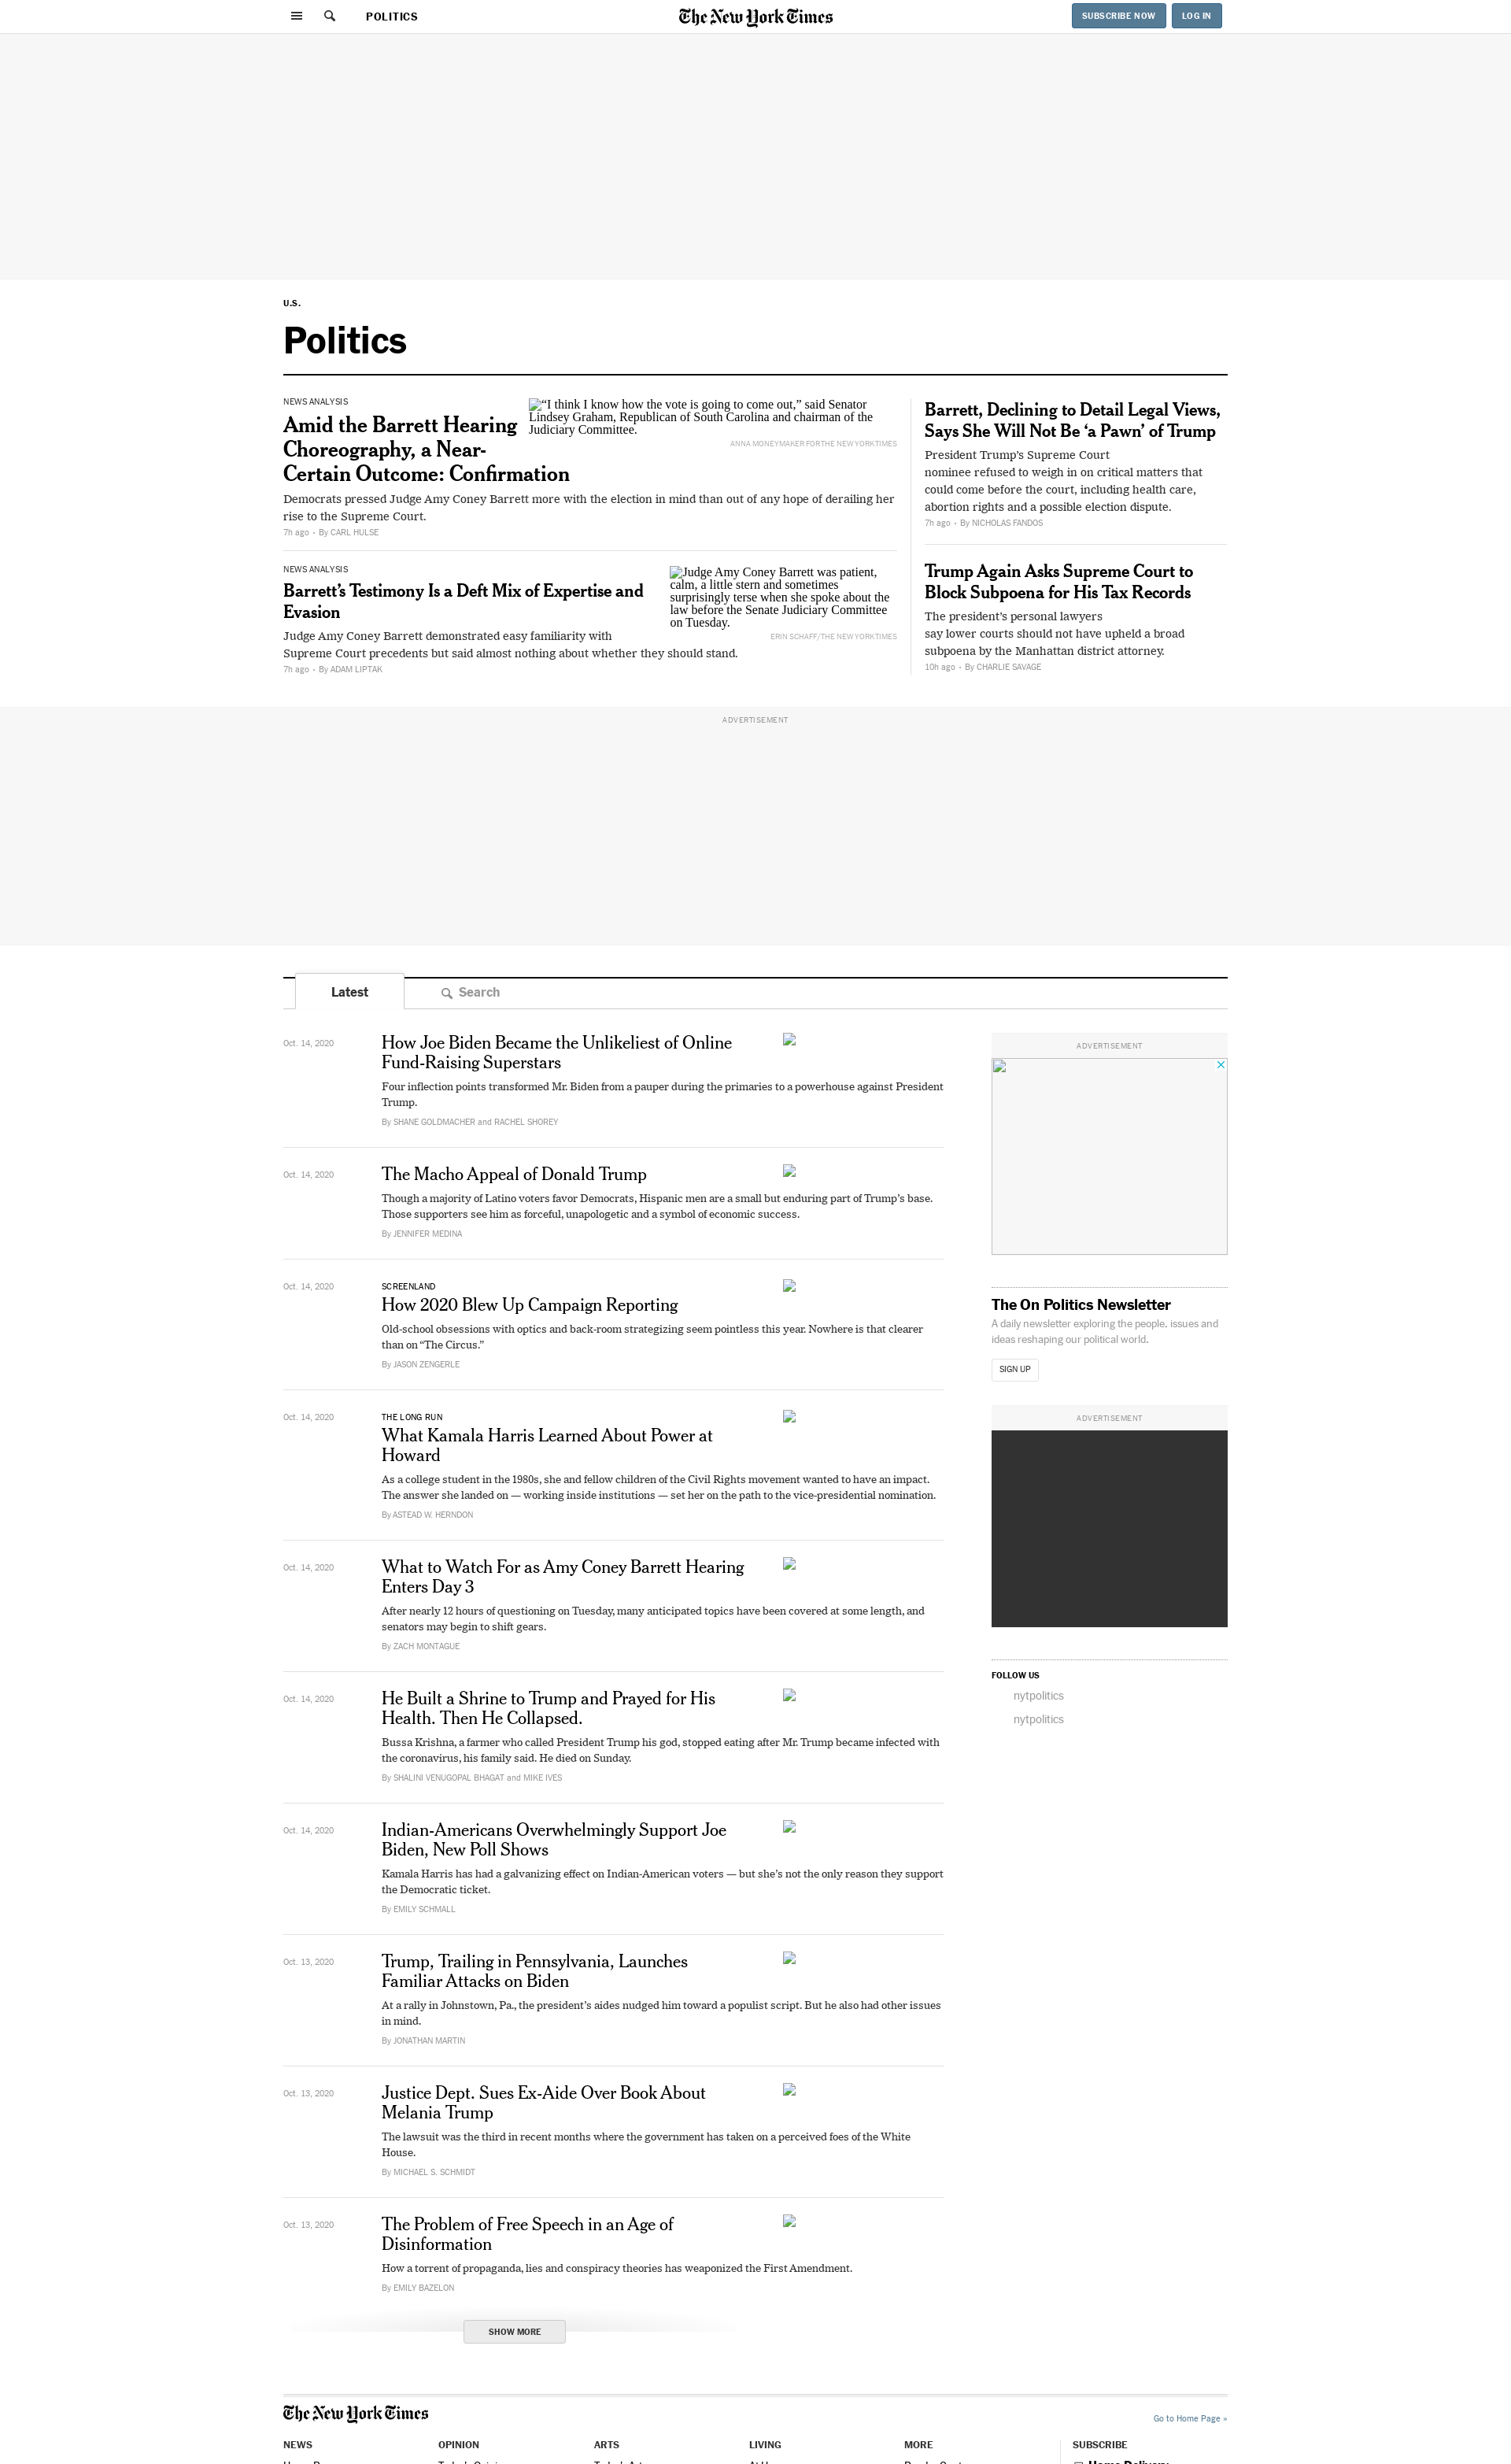 POLITICS
The New York Times
SUBSCRIBE NOW
LOG IN
U.S.
Politics
NEWS ANALYSIS
Amid the Barrett Hearing
Choreography, a Near-
Certain Outcome: Confirmation
“I think I know how the vote is going to come out,” said Senator
Lindsey Graham, Republican of South Carolina and chairman of the
Judiciary Committee.
ANNA MONEYMAKER FOR THE NEW YORK TIMES
Democrats pressed Judge Amy Coney Barrett more with the election in mind than out of any hope of derailing her
rise to the Supreme Court.
7h ago • By CARL HULSE
NEWS ANALYSIS
Barrett’s Testimony Is a Deft Mix of Expertise and
Evasion
Judge Amy Coney Barrett was patient,
calm, a little stern and sometimes
surprisingly terse when she spoke about the
law before the Senate Judiciary Committee
on Tuesday.
ERIN SCHAFF/THE NEW YORK TIMES
Judge Amy Coney Barrett demonstrated easy familiarity with
Supreme Court precedents but said almost nothing about whether they should stand.
7h ago • By ADAM LIPTAK
Barrett, Declining to Detail Legal Views,
Says She Will Not Be ‘a Pawn’ of Trump
President Trump’s Supreme Court
nominee refused to weigh in on critical matters that
could come before the court, including health care,
abortion rights and a possible election dispute.
7h ago • By NICHOLAS FANDOS
Trump Again Asks Supreme Court to
Block Subpoena for His Tax Records
The president’s personal lawyers
say lower courts should not have upheld a broad
subpoena by the Manhattan district attorney.
10h ago • By CHARLIE SAVAGE
ADVERTISEMENT
Latest
Search
Oct. 14, 2020
How Joe Biden Became the Unlikeliest of Online
Fund-Raising Superstars
Four inflection points transformed Mr. Biden from a pauper during the primaries to a powerhouse against President
Trump.
By SHANE GOLDMACHER and RACHEL SHOREY
Oct. 14, 2020
The Macho Appeal of Donald Trump
Though a majority of Latino voters favor Democrats, Hispanic men are a small but enduring part of Trump’s base.
Those supporters see him as forceful, unapologetic and a symbol of economic success.
By JENNIFER MEDINA
Oct. 14, 2020
SCREENLAND
How 2020 Blew Up Campaign Reporting
Old-school obsessions with optics and back-room strategizing seem pointless this year. Nowhere is that clearer
than on “The Circus.”
By JASON ZENGERLE
Oct. 14, 2020
THE LONG RUN
What Kamala Harris Learned About Power at
Howard
As a college student in the 1980s, she and fellow children of the Civil Rights movement wanted to have an impact.
The answer she landed on — working inside institutions — set her on the path to the vice-presidential nomination.
By ASTEAD W. HERNDON
Oct. 14, 2020
What to Watch For as Amy Coney Barrett Hearing
Enters Day 3
After nearly 12 hours of questioning on Tuesday, many anticipated topics have been covered at some length, and
senators may begin to shift gears.
By ZACH MONTAGUE
Oct. 14, 2020
He Built a Shrine to Trump and Prayed for His
Health. Then He Collapsed.
Bussa Krishna, a farmer who called President Trump his god, stopped eating after Mr. Trump became infected with
the coronavirus, his family said. He died on Sunday.
By SHALINI VENUGOPAL BHAGAT and MIKE IVES
Oct. 14, 2020
Indian-Americans Overwhelmingly Support Joe
Biden, New Poll Shows
Kamala Harris has had a galvanizing effect on Indian-American voters — but she’s not the only reason they support
the Democratic ticket.
By EMILY SCHMALL
Oct. 13, 2020
Trump, Trailing in Pennsylvania, Launches
Familiar Attacks on Biden
At a rally in Johnstown, Pa., the president’s aides nudged him toward a populist script. But he also had other issues
in mind.
By JONATHAN MARTIN
Oct. 13, 2020
Justice Dept. Sues Ex-Aide Over Book About
Melania Trump
The lawsuit was the third in recent months where the government has taken on a perceived foes of the White
House.
By MICHAEL S. SCHMIDT
Oct. 13, 2020
The Problem of Free Speech in an Age of
Disinformation
How a torrent of propaganda, lies and conspiracy theories has weaponized the First Amendment.
By EMILY BAZELON
SHOW MORE
ADVERTISEMENT
The On Politics Newsletter
A daily newsletter exploring the people, issues and
ideas reshaping our political world.
SIGN UP
ADVERTISEMENT
FOLLOW US
nytpolitics
nytpolitics
The New York Times
Go to Home Page »
NEWS
OPINION
ARTS
LIVING
MORE
SUBSCRIBE